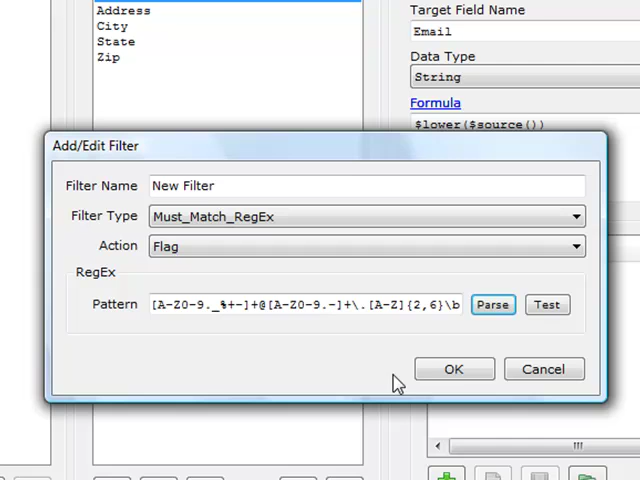 Address
City
State
Zip
Target Field Name
Email
Data Type
String
Formula
$lower($source())
Add/Edit Filter
Filter Name New Filter
Filter Type Must_Match_RegEx
Action Flag
RegEx
Pattern [A-Z0-9._%+-]+@[A-Z0-9.-]+\.[A-Z]{2,6}\b Parse Test
OK Cancel